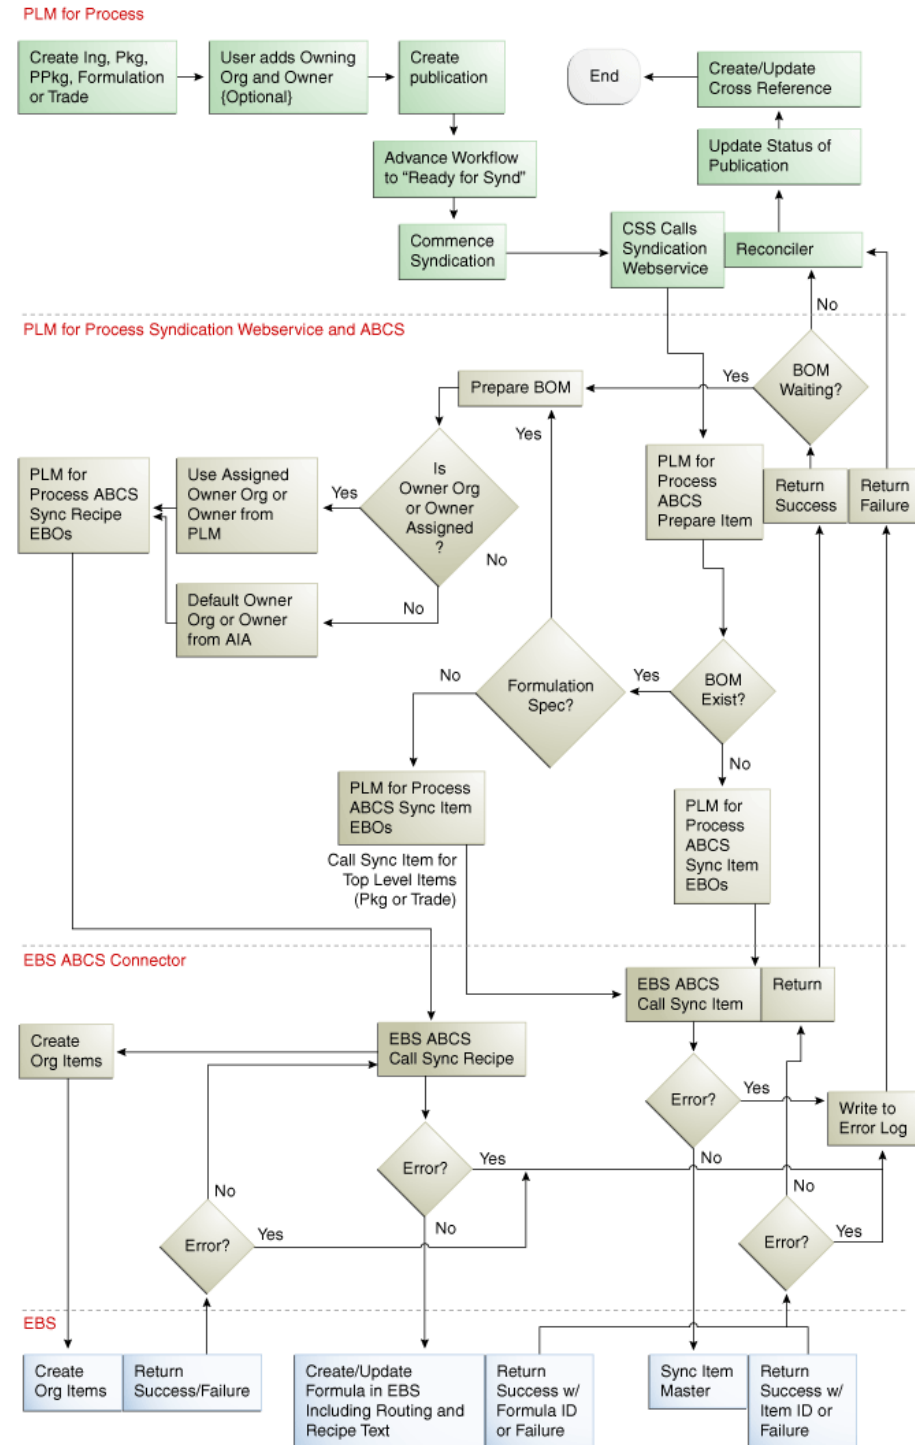 PLM for Process
Create Ing, Pkg,
PPkg, Formulation
or Trade
User adds Owning
Org and Owner
{Optional}
Create
publication
End
Create/Update
Cross Reference
Advance Workflow
to “Ready for Synd”
Update Status of
Publication
Commence
Syndication
CSS Calls
Syndication
Webservice
Reconciler
No
PLM for Process Syndication Webservice and ABCS
Prepare BOM
Yes
BOM
Waiting?
Yes
PLM for
Process ABCS
Sync Recipe
EBOs
Use Assigned
Owner Org or
Owner from
PLM
Yes
Is
Owner Org
or Owner
Assigned
?
No
PLM for
Process
ABCS
Prepare Item
Return
Success
Return
Failure
Default Owner
Org or Owner
from AIA
No
No
Formulation
Spec?
Yes
BOM
Exist?
No
PLM for Process
ABCS Sync Item
EBOs
PLM for
Process
ABCS
Sync Item
EBOs
Call Sync Item for
Top Level Items
(Pkg or Trade)
EBS ABCS Connector
EBS ABCS
Call Sync Item
Return
Create
Org Items
EBS ABCS
Call Sync Recipe
Error?
Yes
Write to
Error Log
Error?
Yes
No
No
No
No
Error?
Yes
Error?
Yes
EBS
Create
Org Items
Return
Success/Failure
Create/Update
Formula in EBS
Including Routing and
Recipe Text
Return
Success w/
Formula ID
or Failure
Sync Item
Master
Return
Success w/
Item ID or
Failure